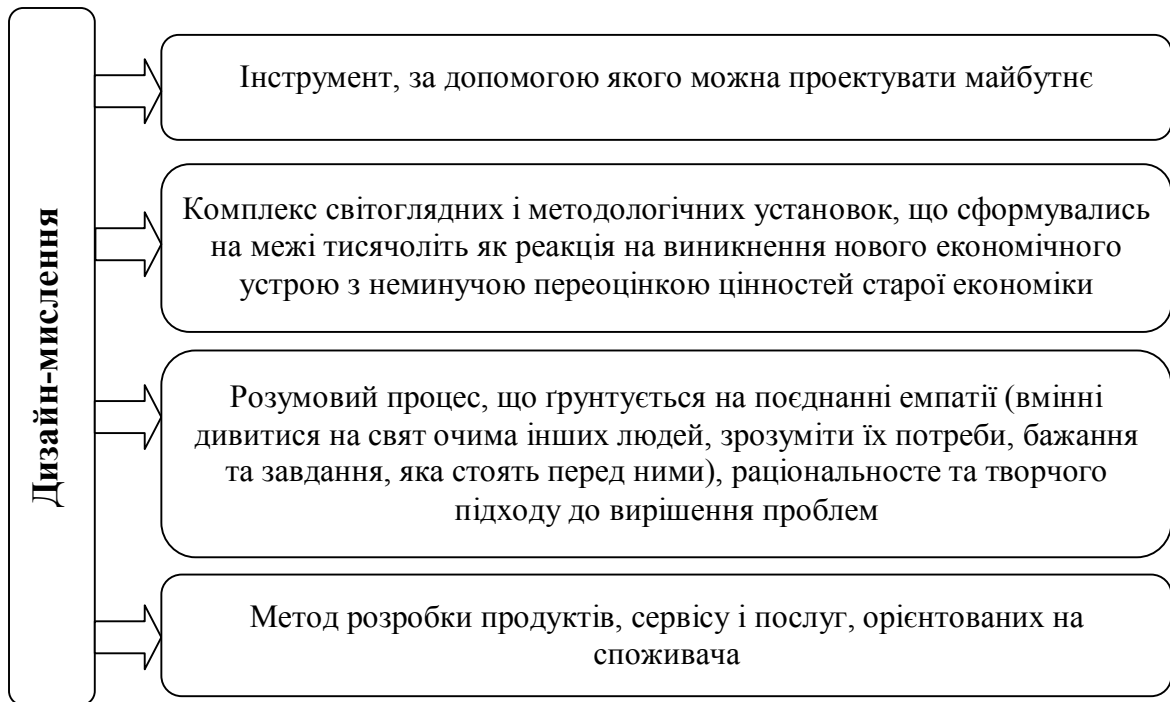 Дизайн-мислення
Інструмент, за допомогою якого можна проектувати майбутнє
Комплекс світоглядних і методологічних установок, що сформувались
на межі тисячоліть як реакція на виникнення нового економічного
устрою з неминучою переоцінкою цінностей старої економіки
Розумовий процес, що ґрунтується на поєднанні емпатії (вмінні
дивитися на свят очима інших людей, зрозуміти їх потреби, бажання
та завдання, яка стоять перед ними), раціональносте та творчого
підходу до вирішення проблем
Метод розробки продуктів, сервісу і послуг, орієнтованих на
споживача